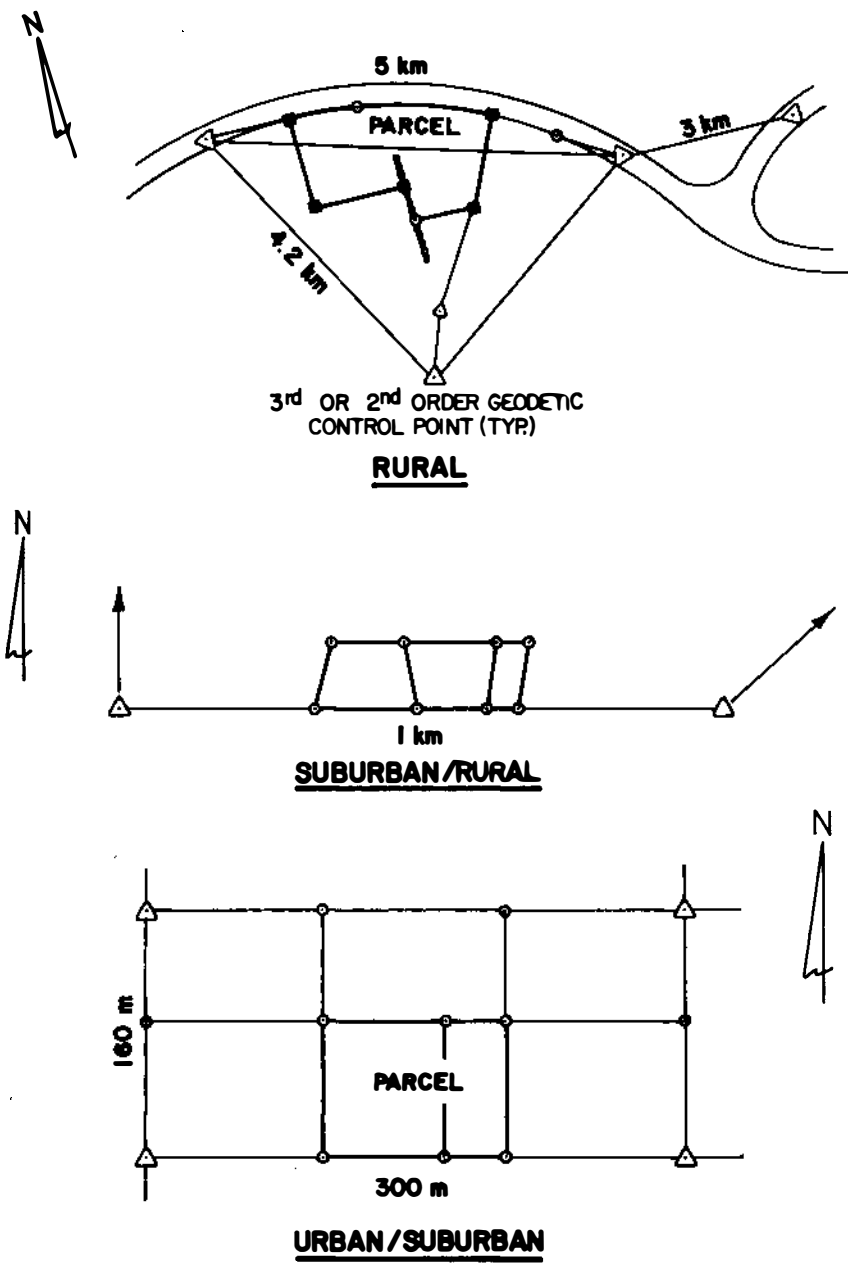 N
5 km
PARCEL
3 km
4.2 km
3rd OR 2nd ORDER GEODETIC
CONTROL POINT (TYP.)
RURAL
N
1 km
SUBURBAN/RURAL
N
160 m
PARCEL
300 m
URBAN/SUBURBAN